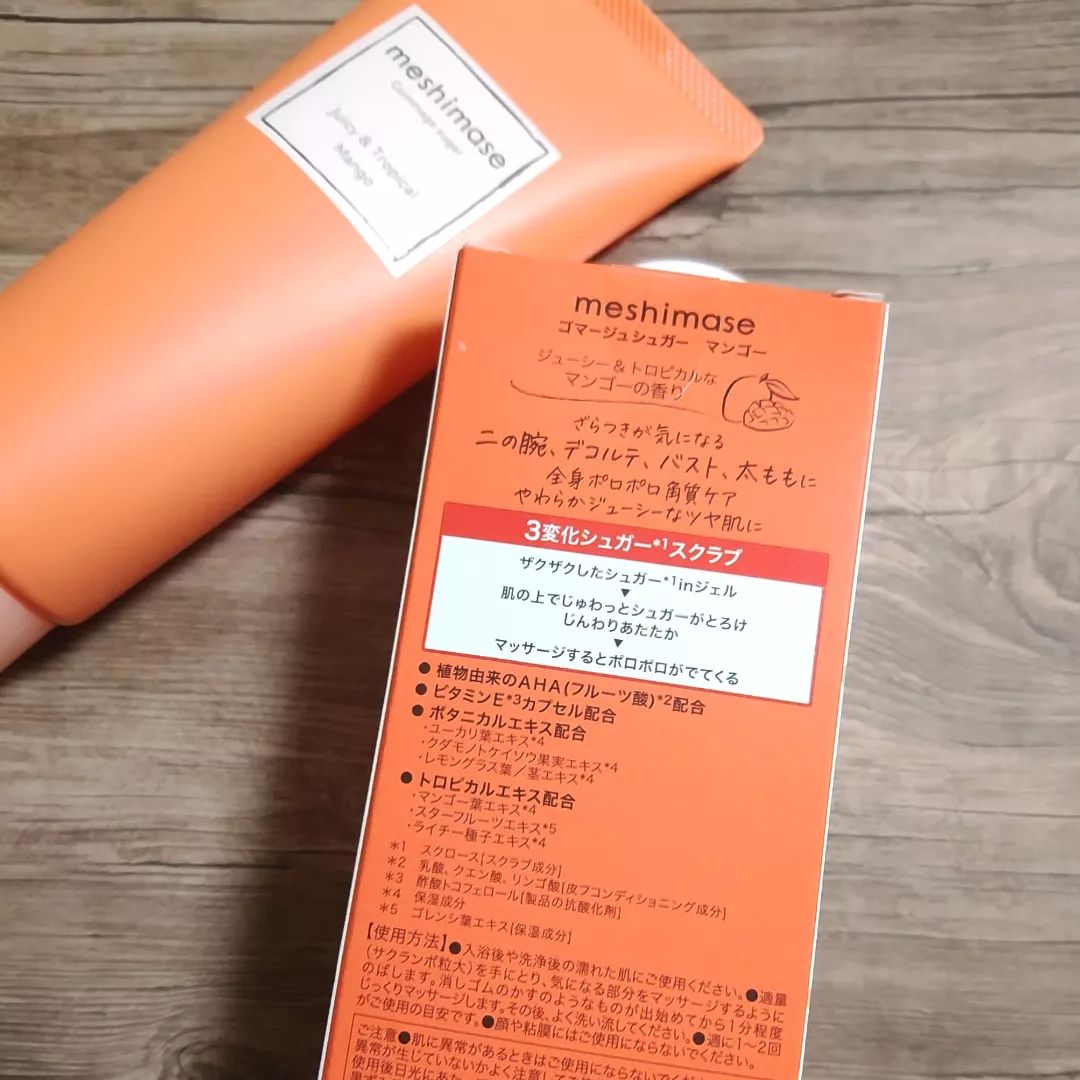 meshimase
Gommage sugar
Juicy & Tropical
Mango
meshimase
ゴマージュシュガー マンゴー
ジューシー&トロピカルな
マンゴーの香り
ざらつきが気になる
二の腕、デコルテ、バスト、太ももに
全身ポロポロ角質ケア
やわらかジューシーなツヤ肌に
3変化シュガー*1スクラブ
ザクザクしたシュガー*1inジェル
▼
肌の上でじゅわっとシュガーがとろけ
じんわりあたたか
▼
マッサージするとポロポロがでてくる
●植物由来のAHA(フルーツ酸)*2配合
●ビタミンE*3カプセル配合
●ボタニカルエキス配合
・ユーカリ葉エキス*4
・クダモノトケイソウ果実エキス*4
・レモングラス葉/茎エキス*4
●トロピカルエキス配合
・マンゴー葉エキス*4
・スターフルーツエキス*5
・ライチー種子エキス*4
*1 スクロース[スクラブ成分]
*2 乳酸、クエン酸、リンゴ酸[皮フコンディショニング成分]
*3 酢酸トコフェロール[製品の抗酸化剤]
*4 保湿成分
*5 ゴレンシ葉エキス[保湿成分]
【使用方法】●入浴後や洗浄後の濡れた肌にご使用ください。●適量
(サクランボ粒大)を手にとり、気になる部分をマッサージするように
のばします。消しゴムのかすのようなものが出始めてから1分程度
じっくりマッサージします。その後、よく洗い流してください。●週に1〜2回
がご使用の目安です。●顔や粘膜にはご使用にならないでください。
ご注意●肌に異常があるときはご使用にならないでくだ
異常が生じていないかよく注意して
使用後日光にあた